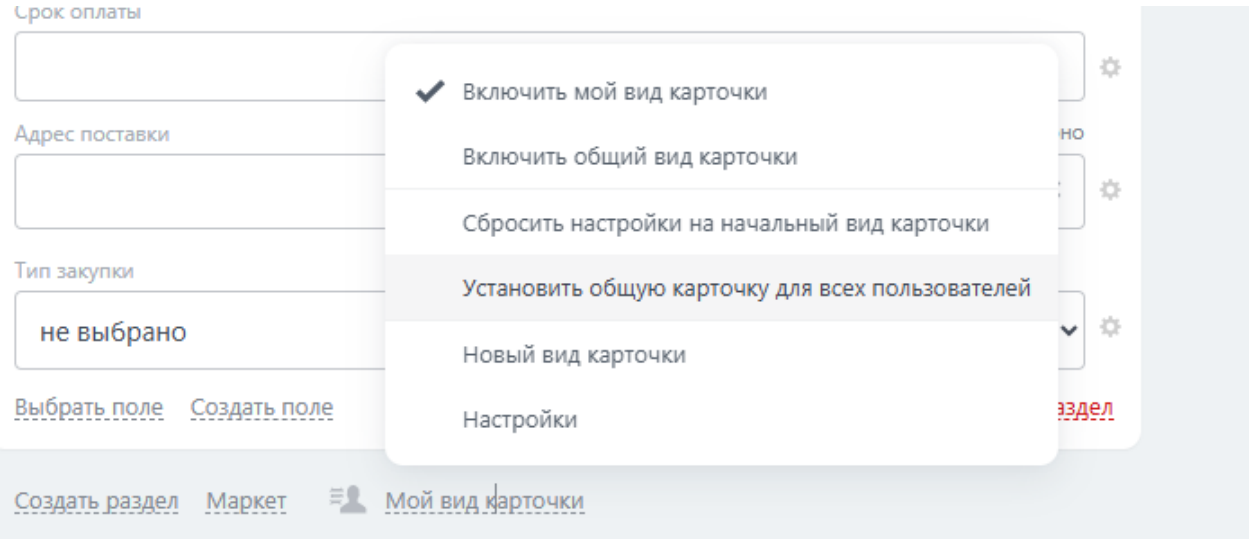 Срок оплаты
Включить мой вид карточки
Адрес поставки
Включить общий вид карточки
Сбросить настройки на начальный вид карточки
Тип закупки
Установить общую карточку для всех пользователей
не выбрано
Новый вид карточки
Выбрать поле Создать поле
Настройки
Создать раздел Маркет Мой вид карточки